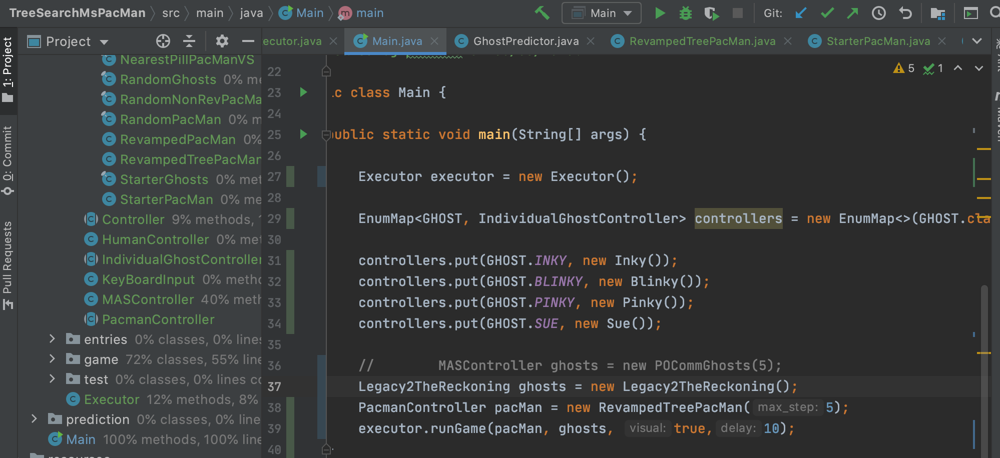 TreeSearchMsPacMan src main java Main main Main Git:
Project ecutor.java Main.java GhostPredictor.java RevampedTreePacMan.java StarterPacMan.java
1: Project
0: Commit
Pull Requests
NearestPillPacManVS
RandomGhosts 0% me
RandomNonRevPacMa
RandomPacMan 0% m
RevampedPacMan 0%
RevampedTreePacMan
StarterGhosts 0% met
StarterPacMan 0% me
Controller 9% methods, 1
HumanController 0% met
IndividualGhostController
KeyBoardInput 0% metho
MASController 40% meth
PacmanController
entries 0% classes, 0% lines
game 72% classes, 55% line
test 0% classes, 0% lines co
Executor 12% methods, 8%
prediction 0% classes, 0% line
Main 100% methods, 100% line
resources
5 1
22
23 ic class Main {
24
25 public static void main(String[] args) {
26
27 Executor executor = new Executor();
28
29 EnumMap<GHOST, IndividualGhostController> controllers = new EnumMap<>(GHOST.cla
30
31 controllers.put(GHOST.INKY, new Inky());
32 controllers.put(GHOST.BLINKY, new Blinky());
33 controllers.put(GHOST.PINKY, new Pinky());
34 controllers.put(GHOST.SUE, new Sue());
35
36 // MASController ghosts = new POCommGhosts(5);
37 Legacy2TheReckoning ghosts = new Legacy2TheReckoning();
38 PacmanController pacMan = new RevampedTreePacMan( max_step: 5);
39 executor.runGame(pacMan, ghosts, visual: true, delay: 10);
40
Maven